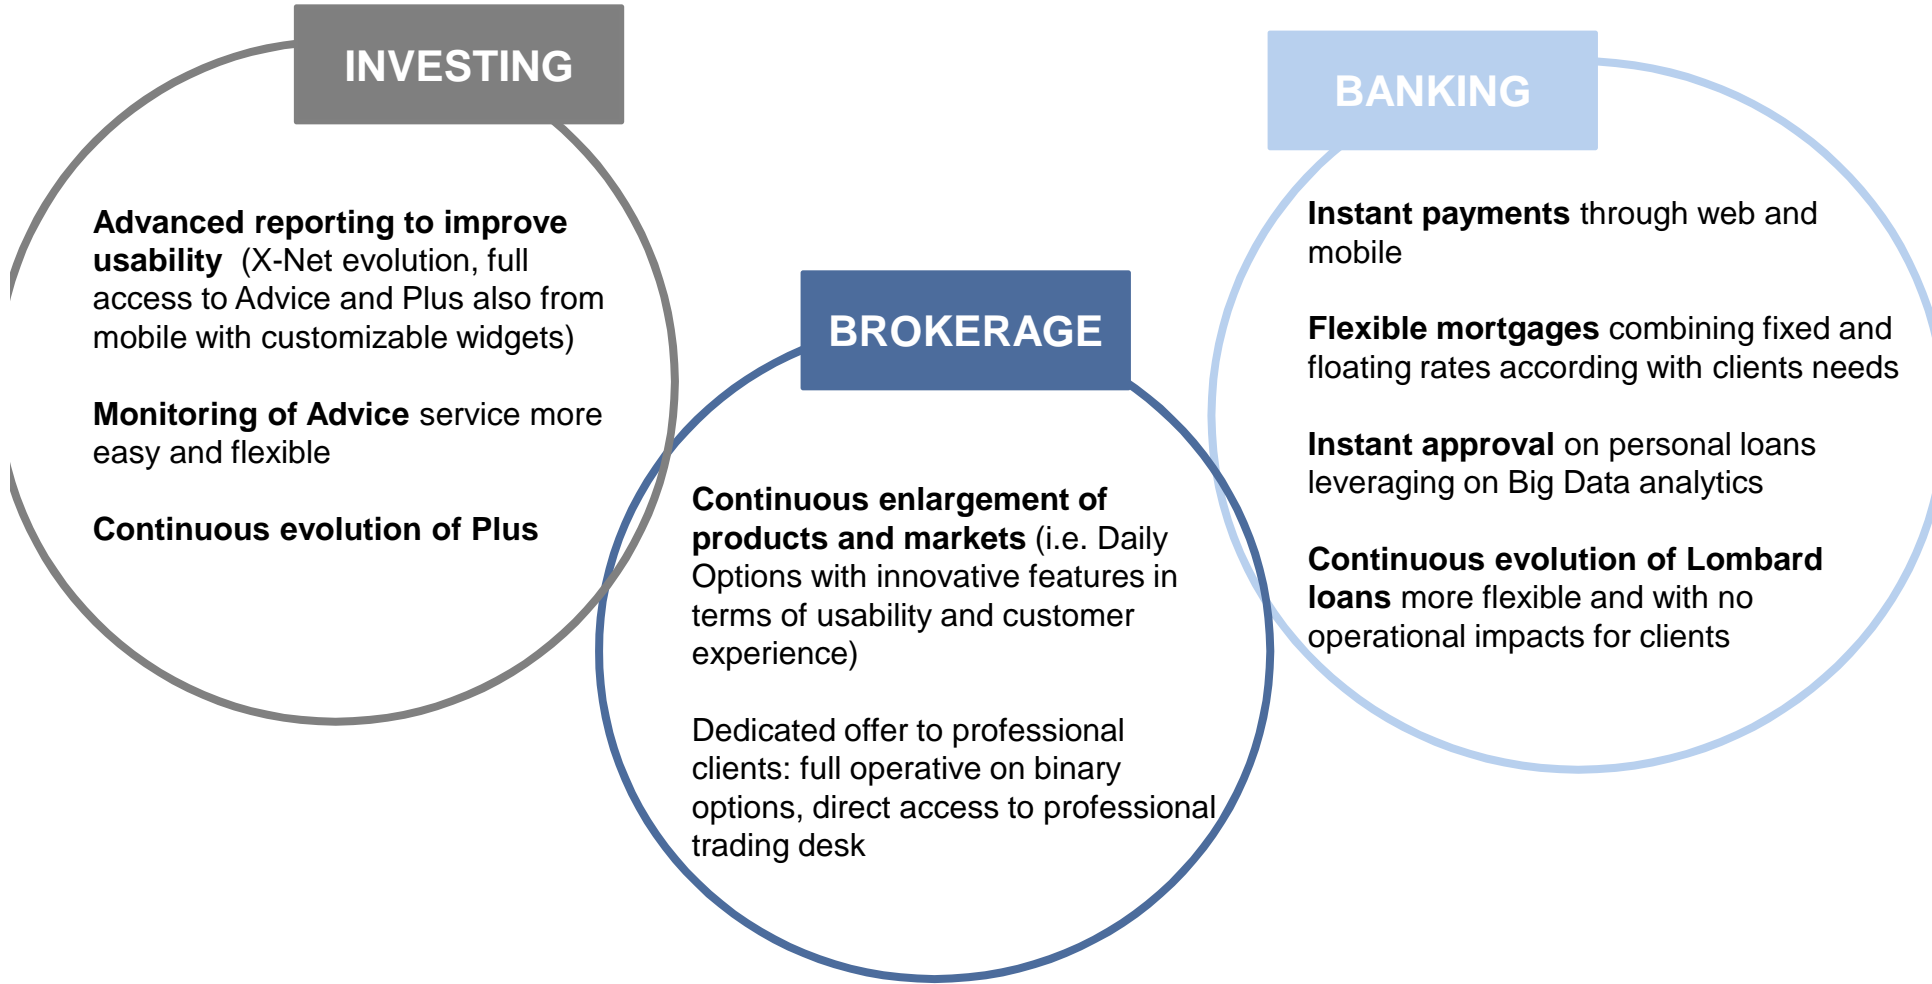 INVESTING
Advanced reporting to improve
usability  (X-Net evolution, full
access to Advice and Plus also from
mobile with customizable widgets)
Monitoring of Advice service more
easy and flexible
Continuous evolution of Plus
BROKERAGE
Continuous enlargement of
products and markets (i.e. Daily
Options with innovative features in
terms of usability and customer
experience)
Dedicated offer to professional
clients: full operative on binary
options, direct access to professional
trading desk
BANKING
Instant payments through web and
mobile
Flexible mortgages combining fixed and
floating rates according with clients needs
Instant approval on personal loans
leveraging on Big Data analytics
Continuous evolution of Lombard
loans more flexible and with no
operational impacts for clients